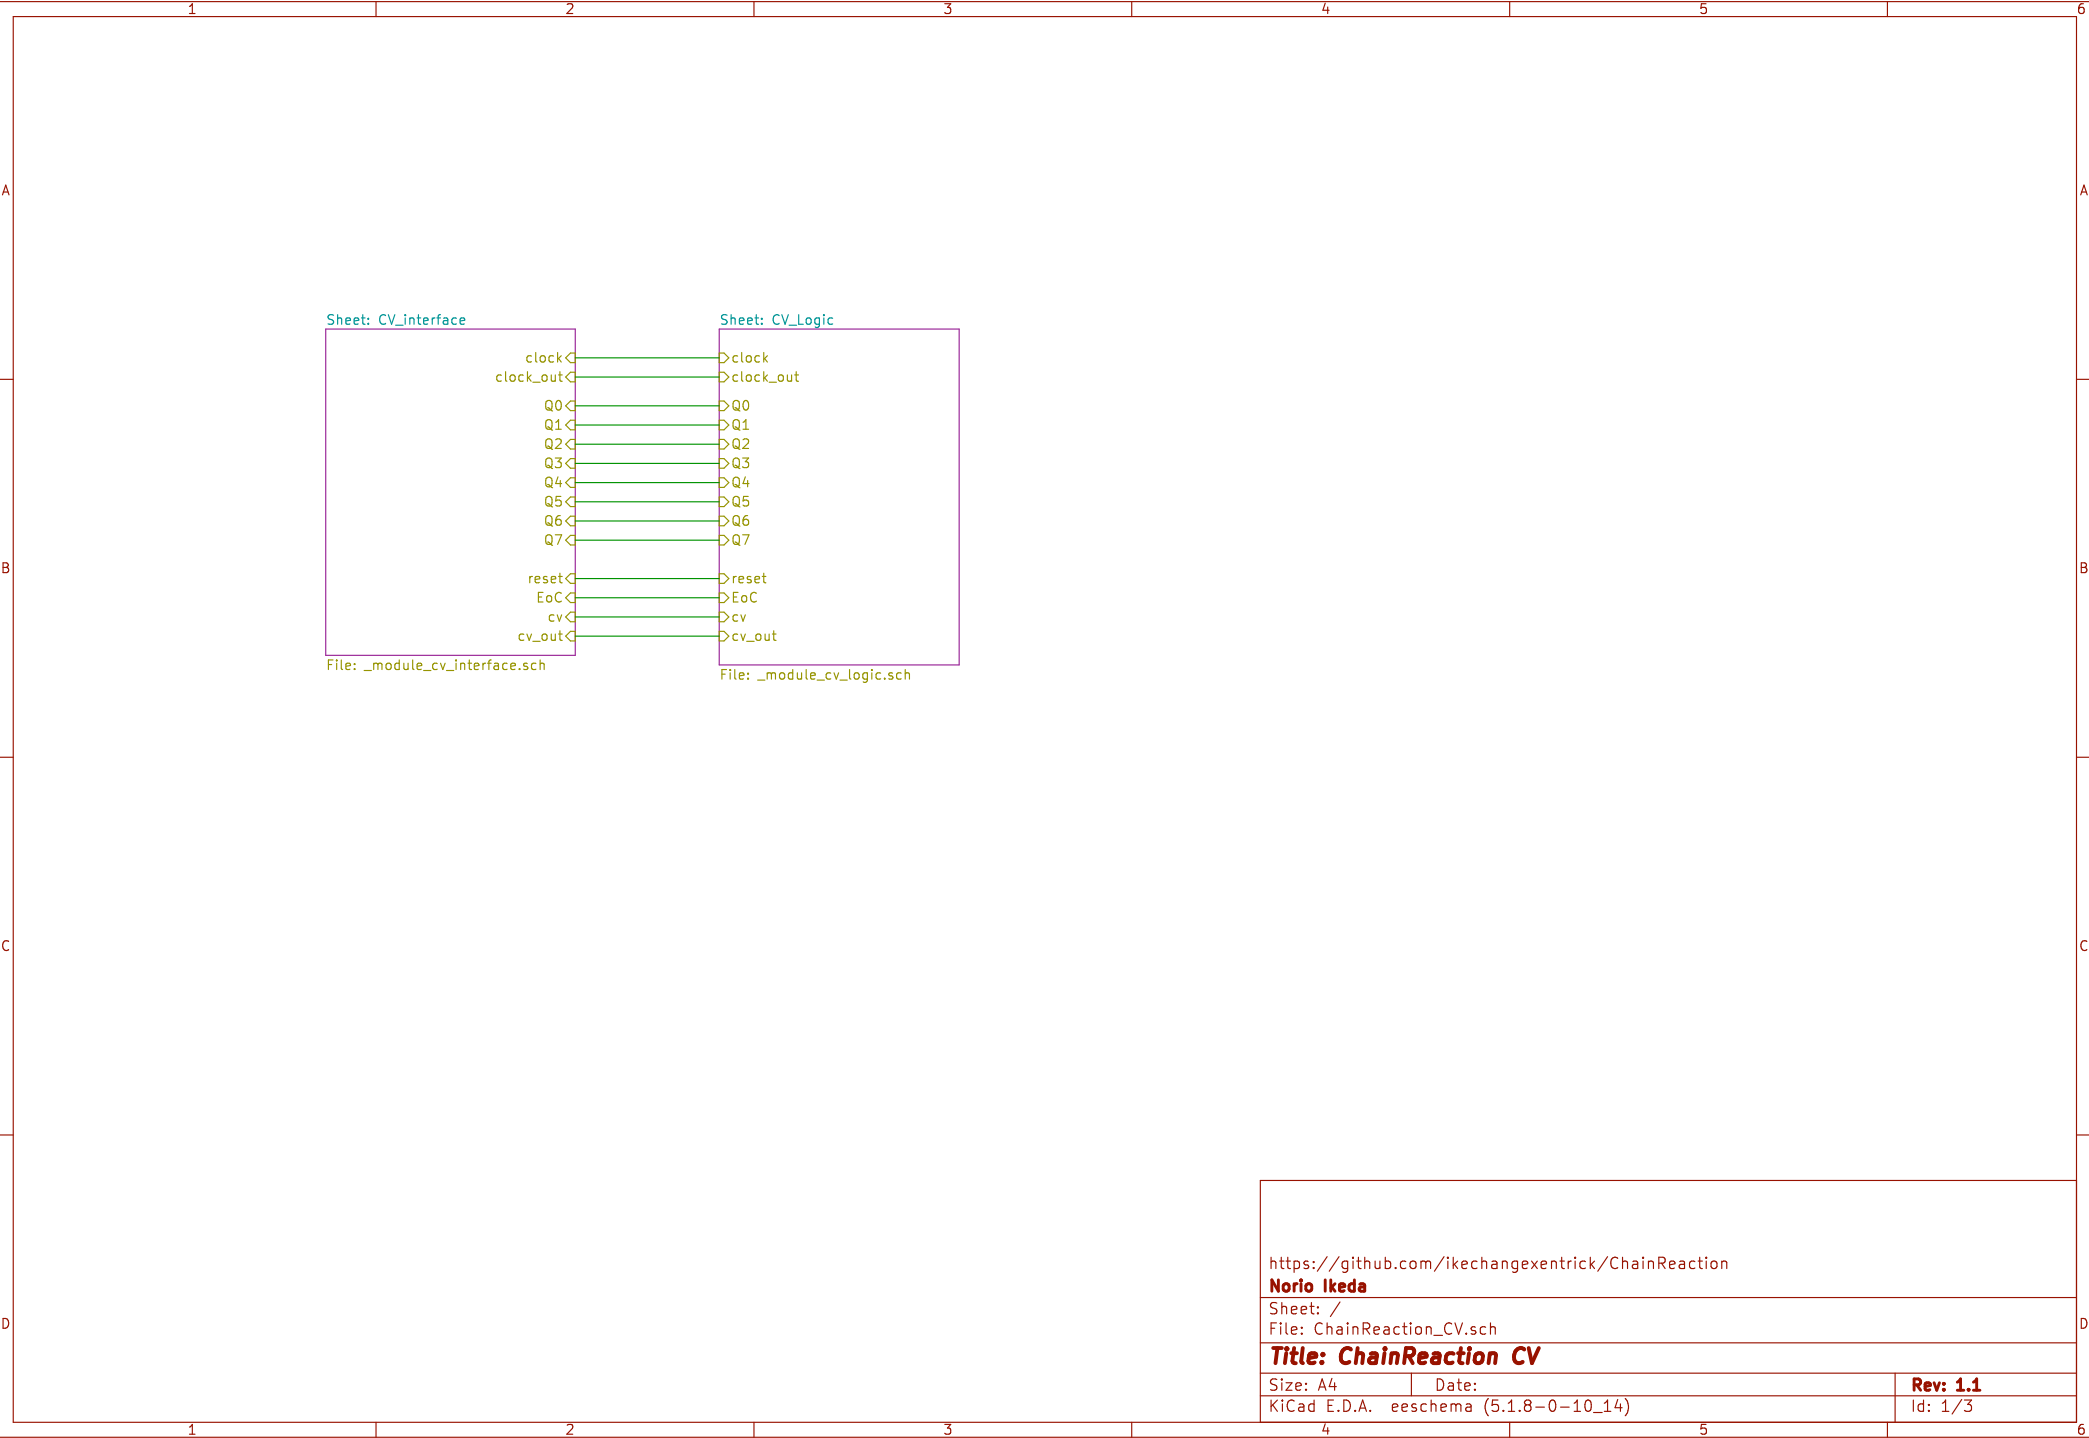 1 2 3 4 5 6
A A
Sheet: CV_interface
Sheet: CV_Logic
clock clock
clock_out clock_out
Q0 Q0
Q1 Q1
Q2 Q2
Q3 Q3
Q4 Q4
Q5 Q5
Q6 Q6
Q7 Q7
B B
reset reset
EoC EoC
cv cv
cv_out cv_out
File: _module_cv_interface.sch
File: _module_cv_logic.sch
C C
https://github.com/ikechangexentrick/ChainReaction
Norio Ikeda
Sheet: /
D D
File: ChainReaction_CV.sch
Title: ChainReaction CV
Size: A4 Date: Rev: 1.1
KiCad E.D.A. eeschema (5.1.8-0-10_14) Id: 1/3
1 2 3 4 5 6